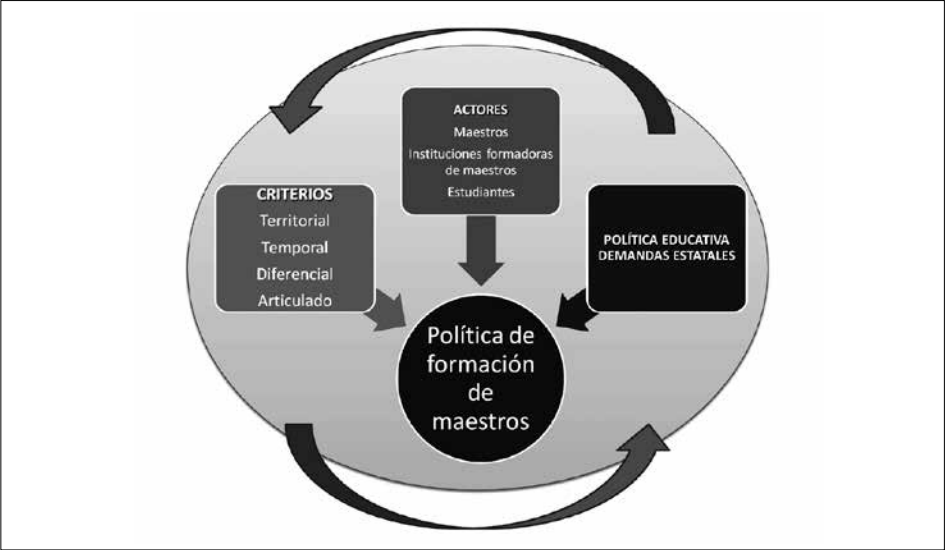 ACTORES
Maestros
Instituciones formadoras
de maestros
Estudiantes
CRITERIOS
Territorial
Temporal
Diferencial
Articulado
POLÍTICA EDUCATIVA
DEMANDAS ESTATALES
Política de
formación
de
maestros